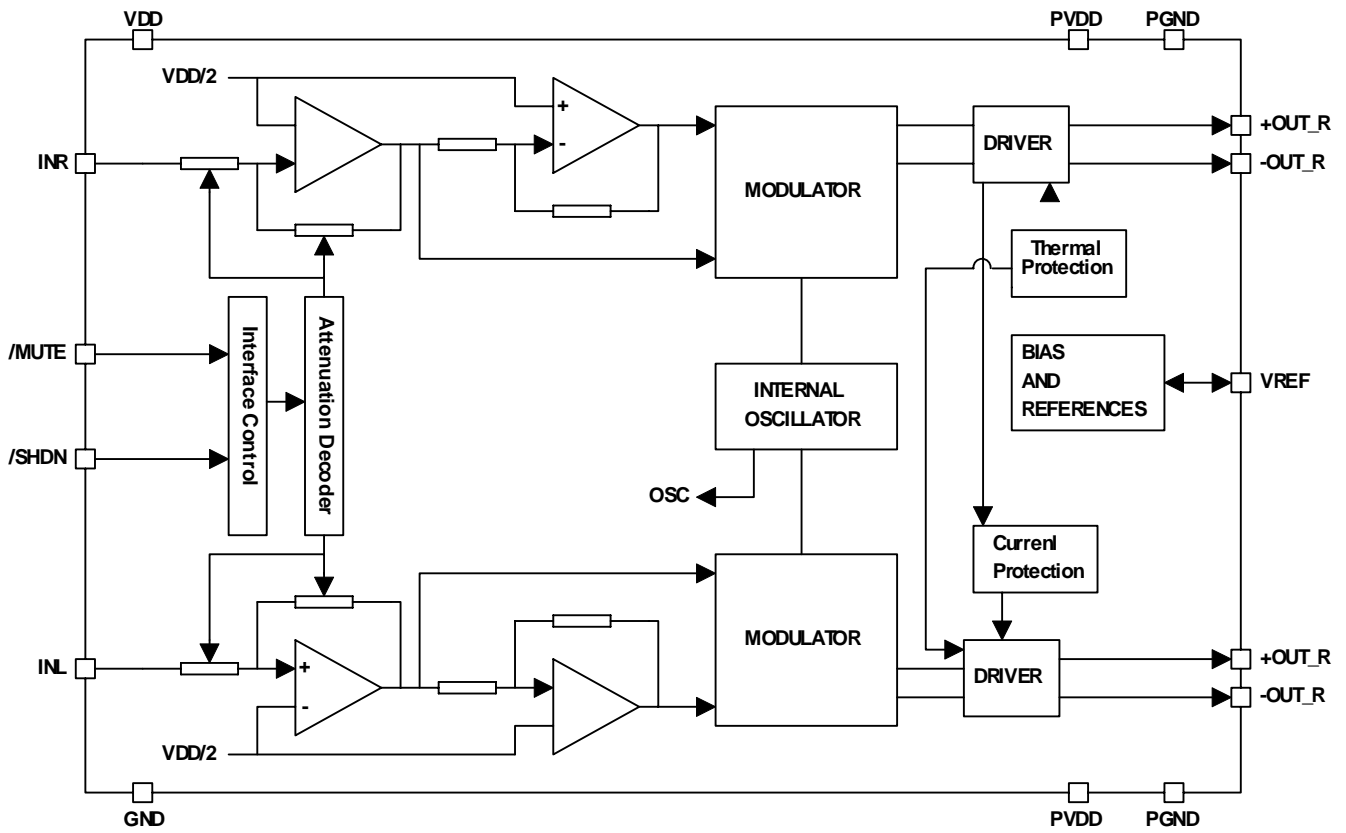 VDD
PVDD
PGND
VDD/2
+
-
+OUT_R
-OUT_R
INR
MODULATOR
DRIVER
Thermal
Protection
/MUTE
/SHDN
Interface Control
Attenuation Decoder
INTERNAL
OSCILLATOR
OSC
BIAS
AND
REFERENCES
VREF
Currenl
Protection
INL
+
-
MODULATOR
DRIVER
+OUT_R
-OUT_R
VDD/2
GND
PVDD
PGND